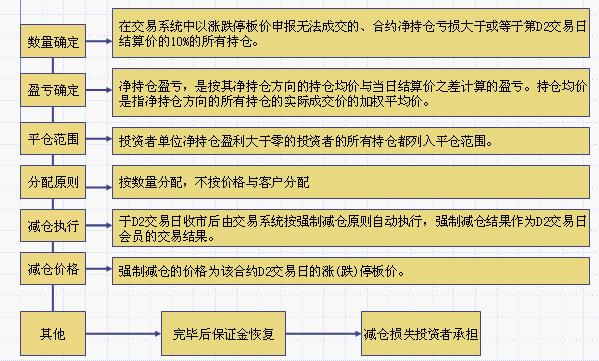 数量确定
在交易系统中以涨跌停板价申报无法成交的、合约净持仓亏损大于或等于第D2交易日
结算价的10%的所有持仓。
盈亏确定
净持仓盈亏，是按其净持仓方向的持仓均价与当日结算价之差计算的盈亏。持仓均价
是指净持仓方向的所有持仓的实际成交价的加权平均价。
平仓范围
投资者单位净持仓盈利大于零的投资者的所有持仓都列入平仓范围。
分配原则
按数量分配，不按价格与客户分配
减仓执行
于D2交易日收市后由交易系统按强制减仓原则自动执行，强制减仓结果作为D2交易日
会员的交易结果。
减仓价格
强制减仓的价格为该合约D2交易日的涨(跌)停板价。
其他
完毕后保证金恢复
减仓损失投资者承担